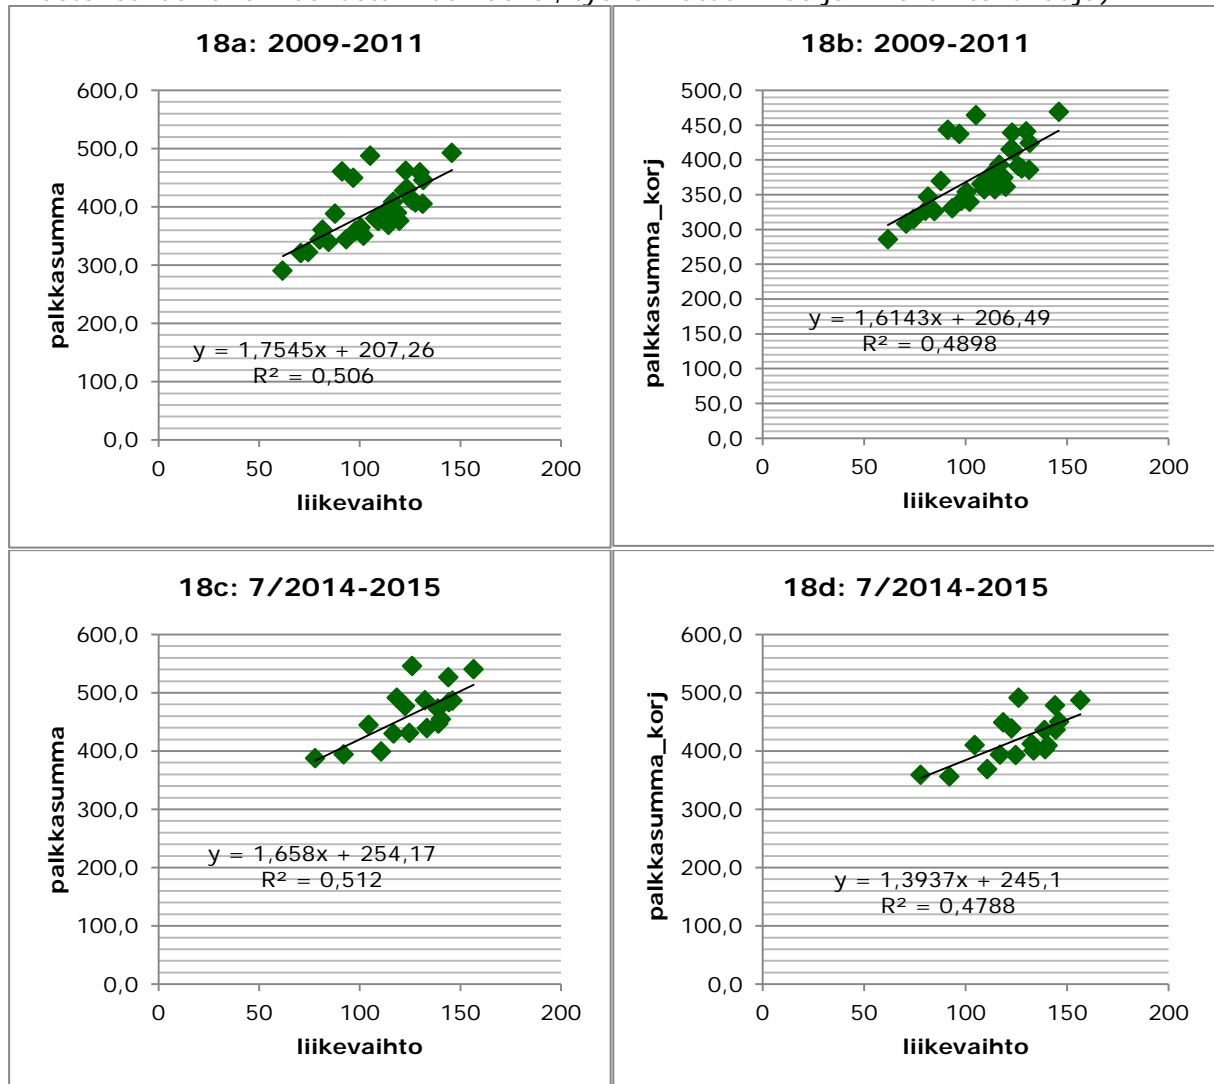 18a: 2009-2011
600,0
500,0
400,0
300,0
200,0
100,0
0,0
palkkasumma
y = 1,7545x + 207,26
R² = 0,506
0 50 100 150 200
liikevaihto
18b: 2009-2011
500,0
450,0
400,0
350,0
300,0
250,0
200,0
150,0
100,0
50,0
0,0
palkkasumma_korj
y = 1,6143x + 206,49
R² = 0,4898
0 50 100 150 200
liikevaihto
18c: 7/2014-2015
600,0
500,0
400,0
300,0
200,0
100,0
0,0
palkkasumma
y = 1,658x + 254,17
R² = 0,512
0 50 100 150 200
liikevaihto
18d: 7/2014-2015
600,0
500,0
400,0
300,0
200,0
100,0
0,0
palkkasumma_korj
y = 1,3937x + 245,1
R² = 0,4788
0 50 100 150 200
liikevaihto